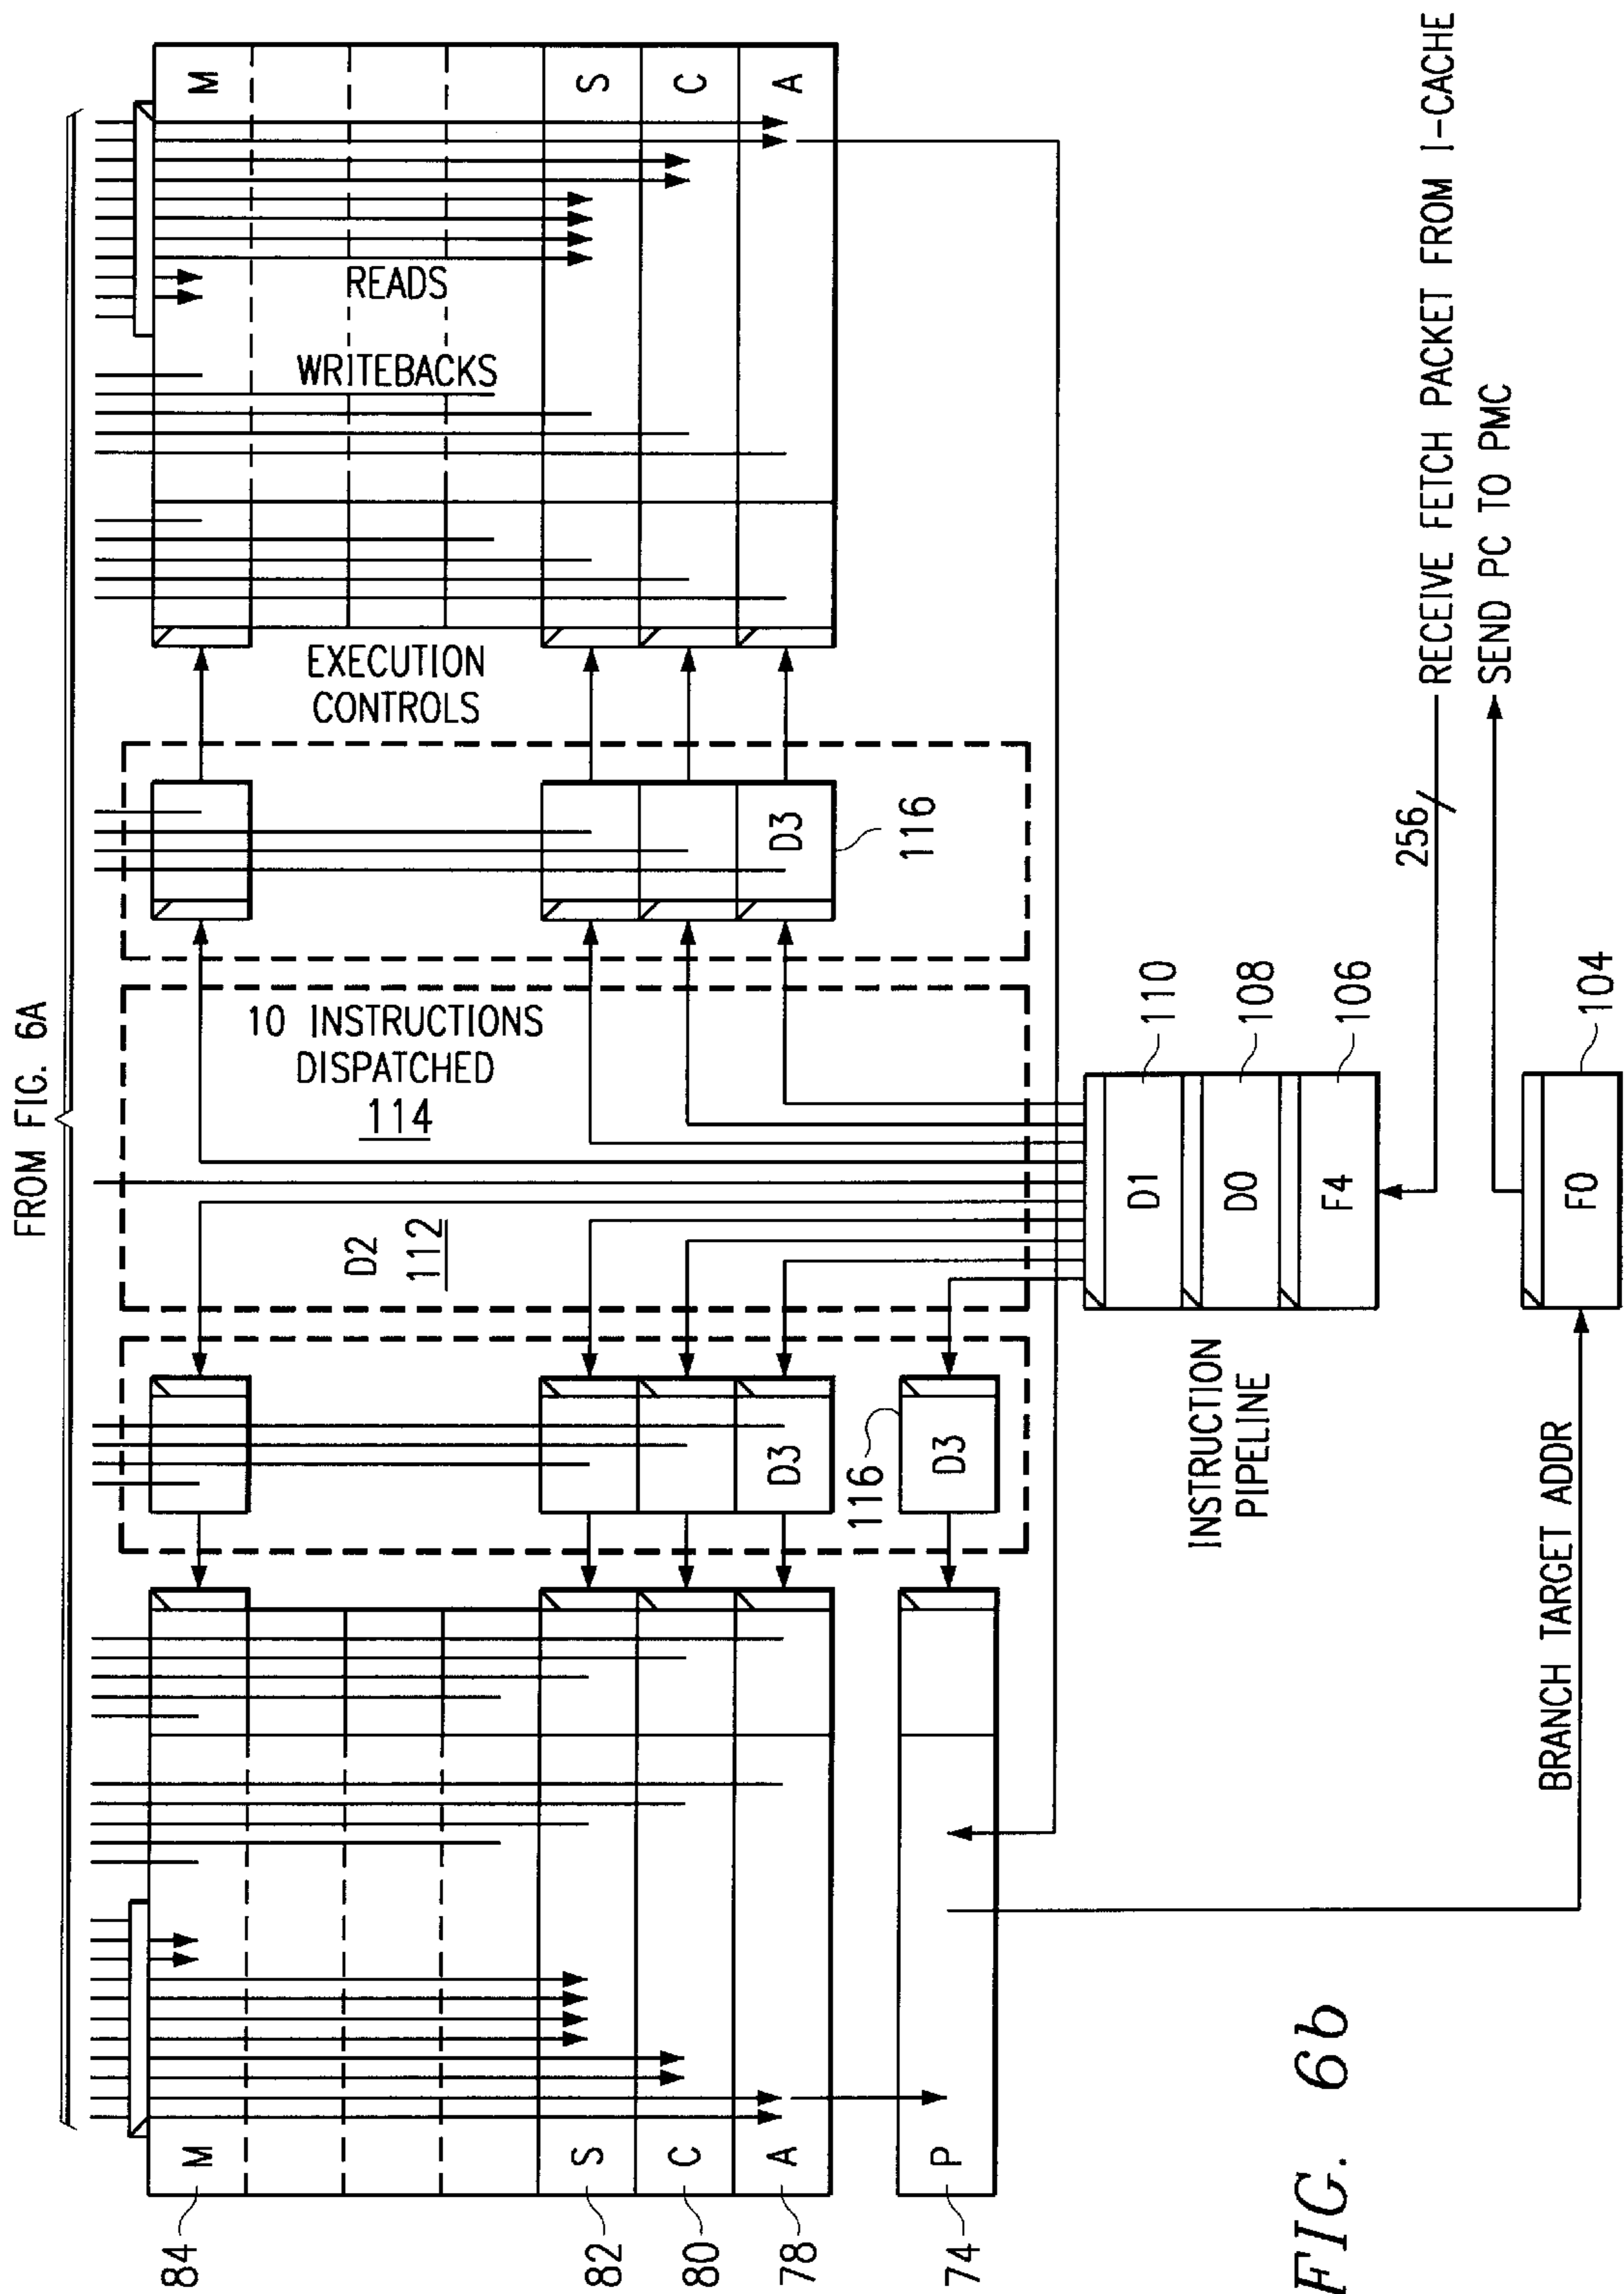 FROM FIG. 6A
84
M
82
S
80
C
78
A
74
P
D3
116
D3
D2
112
10 INSTRUCTIONS
DISPATCHED
114
D3
116
EXECUTION
CONTROLS
WRITEBACKS
READS
M
S
C
A
INSTRUCTION
PIPELINE
D1
110
D0
108
F4
106
256
RECEIVE FETCH PACKET FROM I-CACHE
SEND PC TO PMC
F0
104
BRANCH TARGET ADDR
FIG. 6b